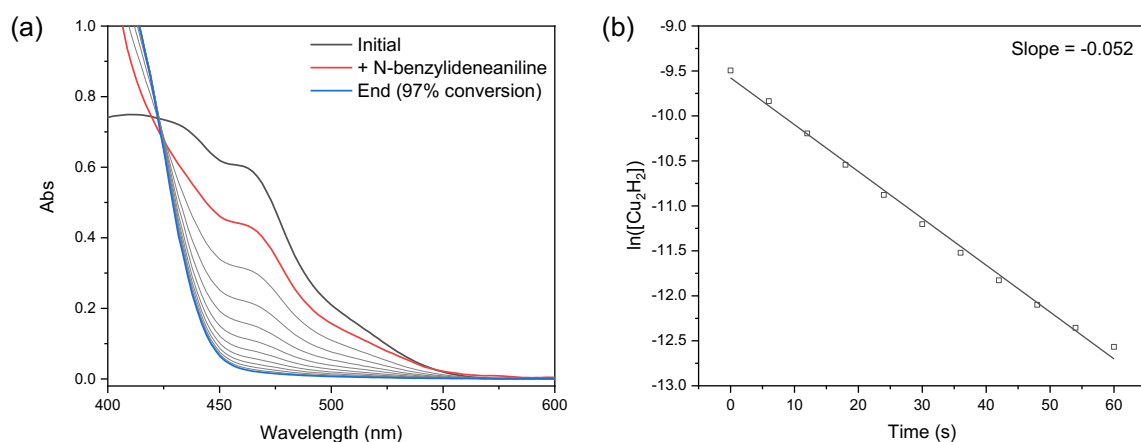 (a)
1.0
0.8
0.6
0.4
0.2
0.0
Abs
400
450
500
550
600
Wavelength (nm)
Initial
+ N-benzylideneaniline
End (97% conversion)
(b)
-9.0
-9.5
-10.0
-10.5
-11.0
-11.5
-12.0
-12.5
-13.0
ln([Cu₂H₂])
0
10
20
30
40
50
60
Time (s)
Slope = -0.052